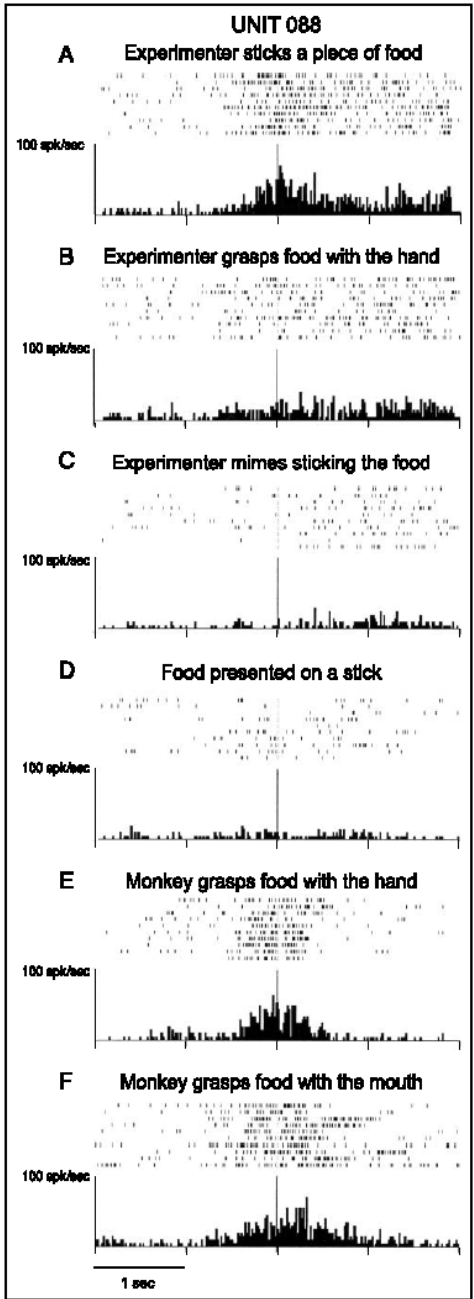 UNIT 088
A Experimenter sticks a piece of food
100 spk/sec
B Experimenter grasps food with the hand
100 spk/sec
C Experimenter mimes sticking the food
100 spk/sec
D Food presented on a stick
100 spk/sec
E Monkey grasps food with the hand
100 spk/sec
F Monkey grasps food with the mouth
100 spk/sec
1 sec